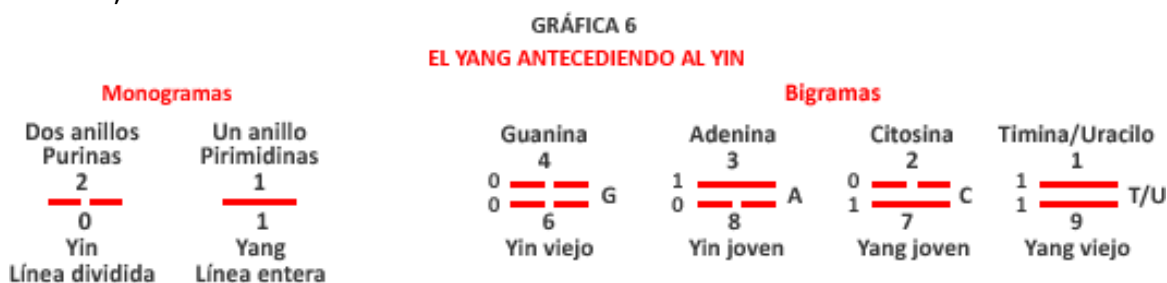 GRÁFICA 6
EL YANG ANTECEDIENDO AL YIN
Monogramas
Dos anillos
Purinas
2
0
Yin
Línea dividida
Un anillo
Pirimidinas
1
1
Yang
Línea entera
Bigramas
Guanina
4
0
0
G
6
Yin viejo
Adenina
3
1
0
A
8
Yin joven
Citosina
2
0
1
C
7
Yang joven
Timina/Uracilo
1
1
1
T/U
9
Yang viejo